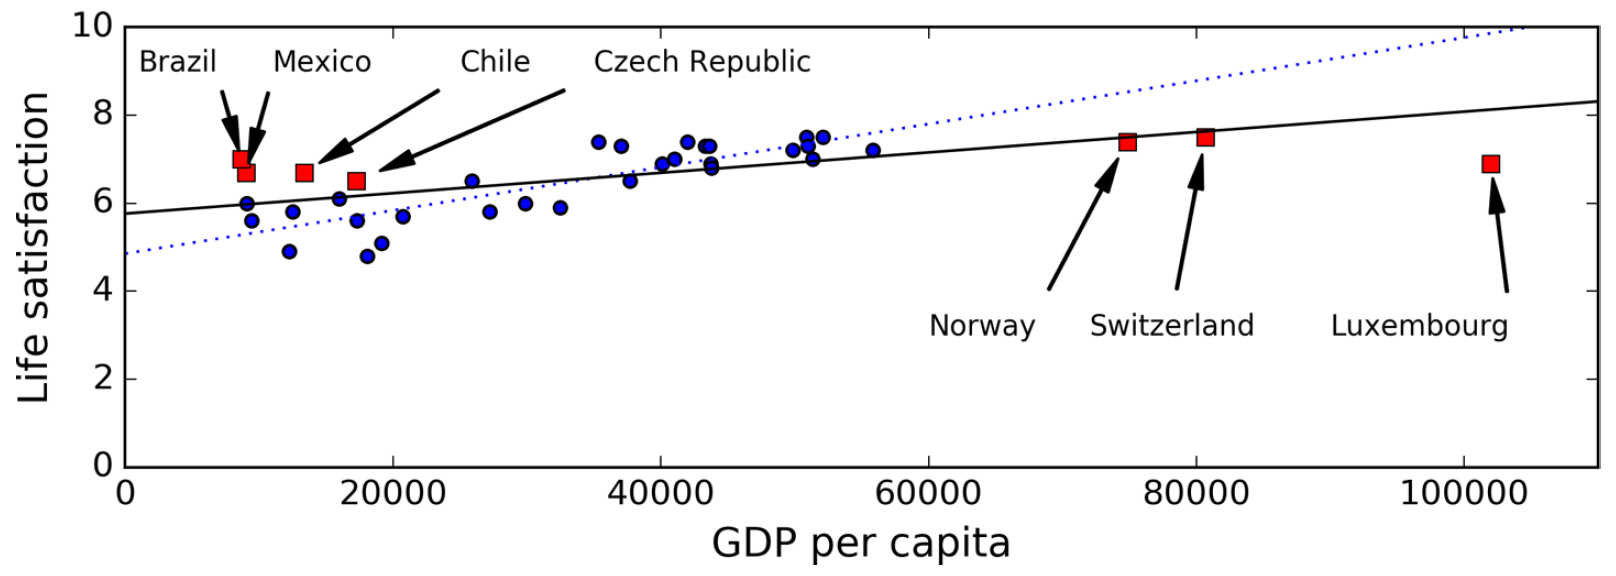 10
Brazil Mexico Chile Czech Republic
8
6
4
Norway Switzerland Luxembourg
2
0
0 20000 40000 60000 80000 100000
GDP per capita
Life satisfaction